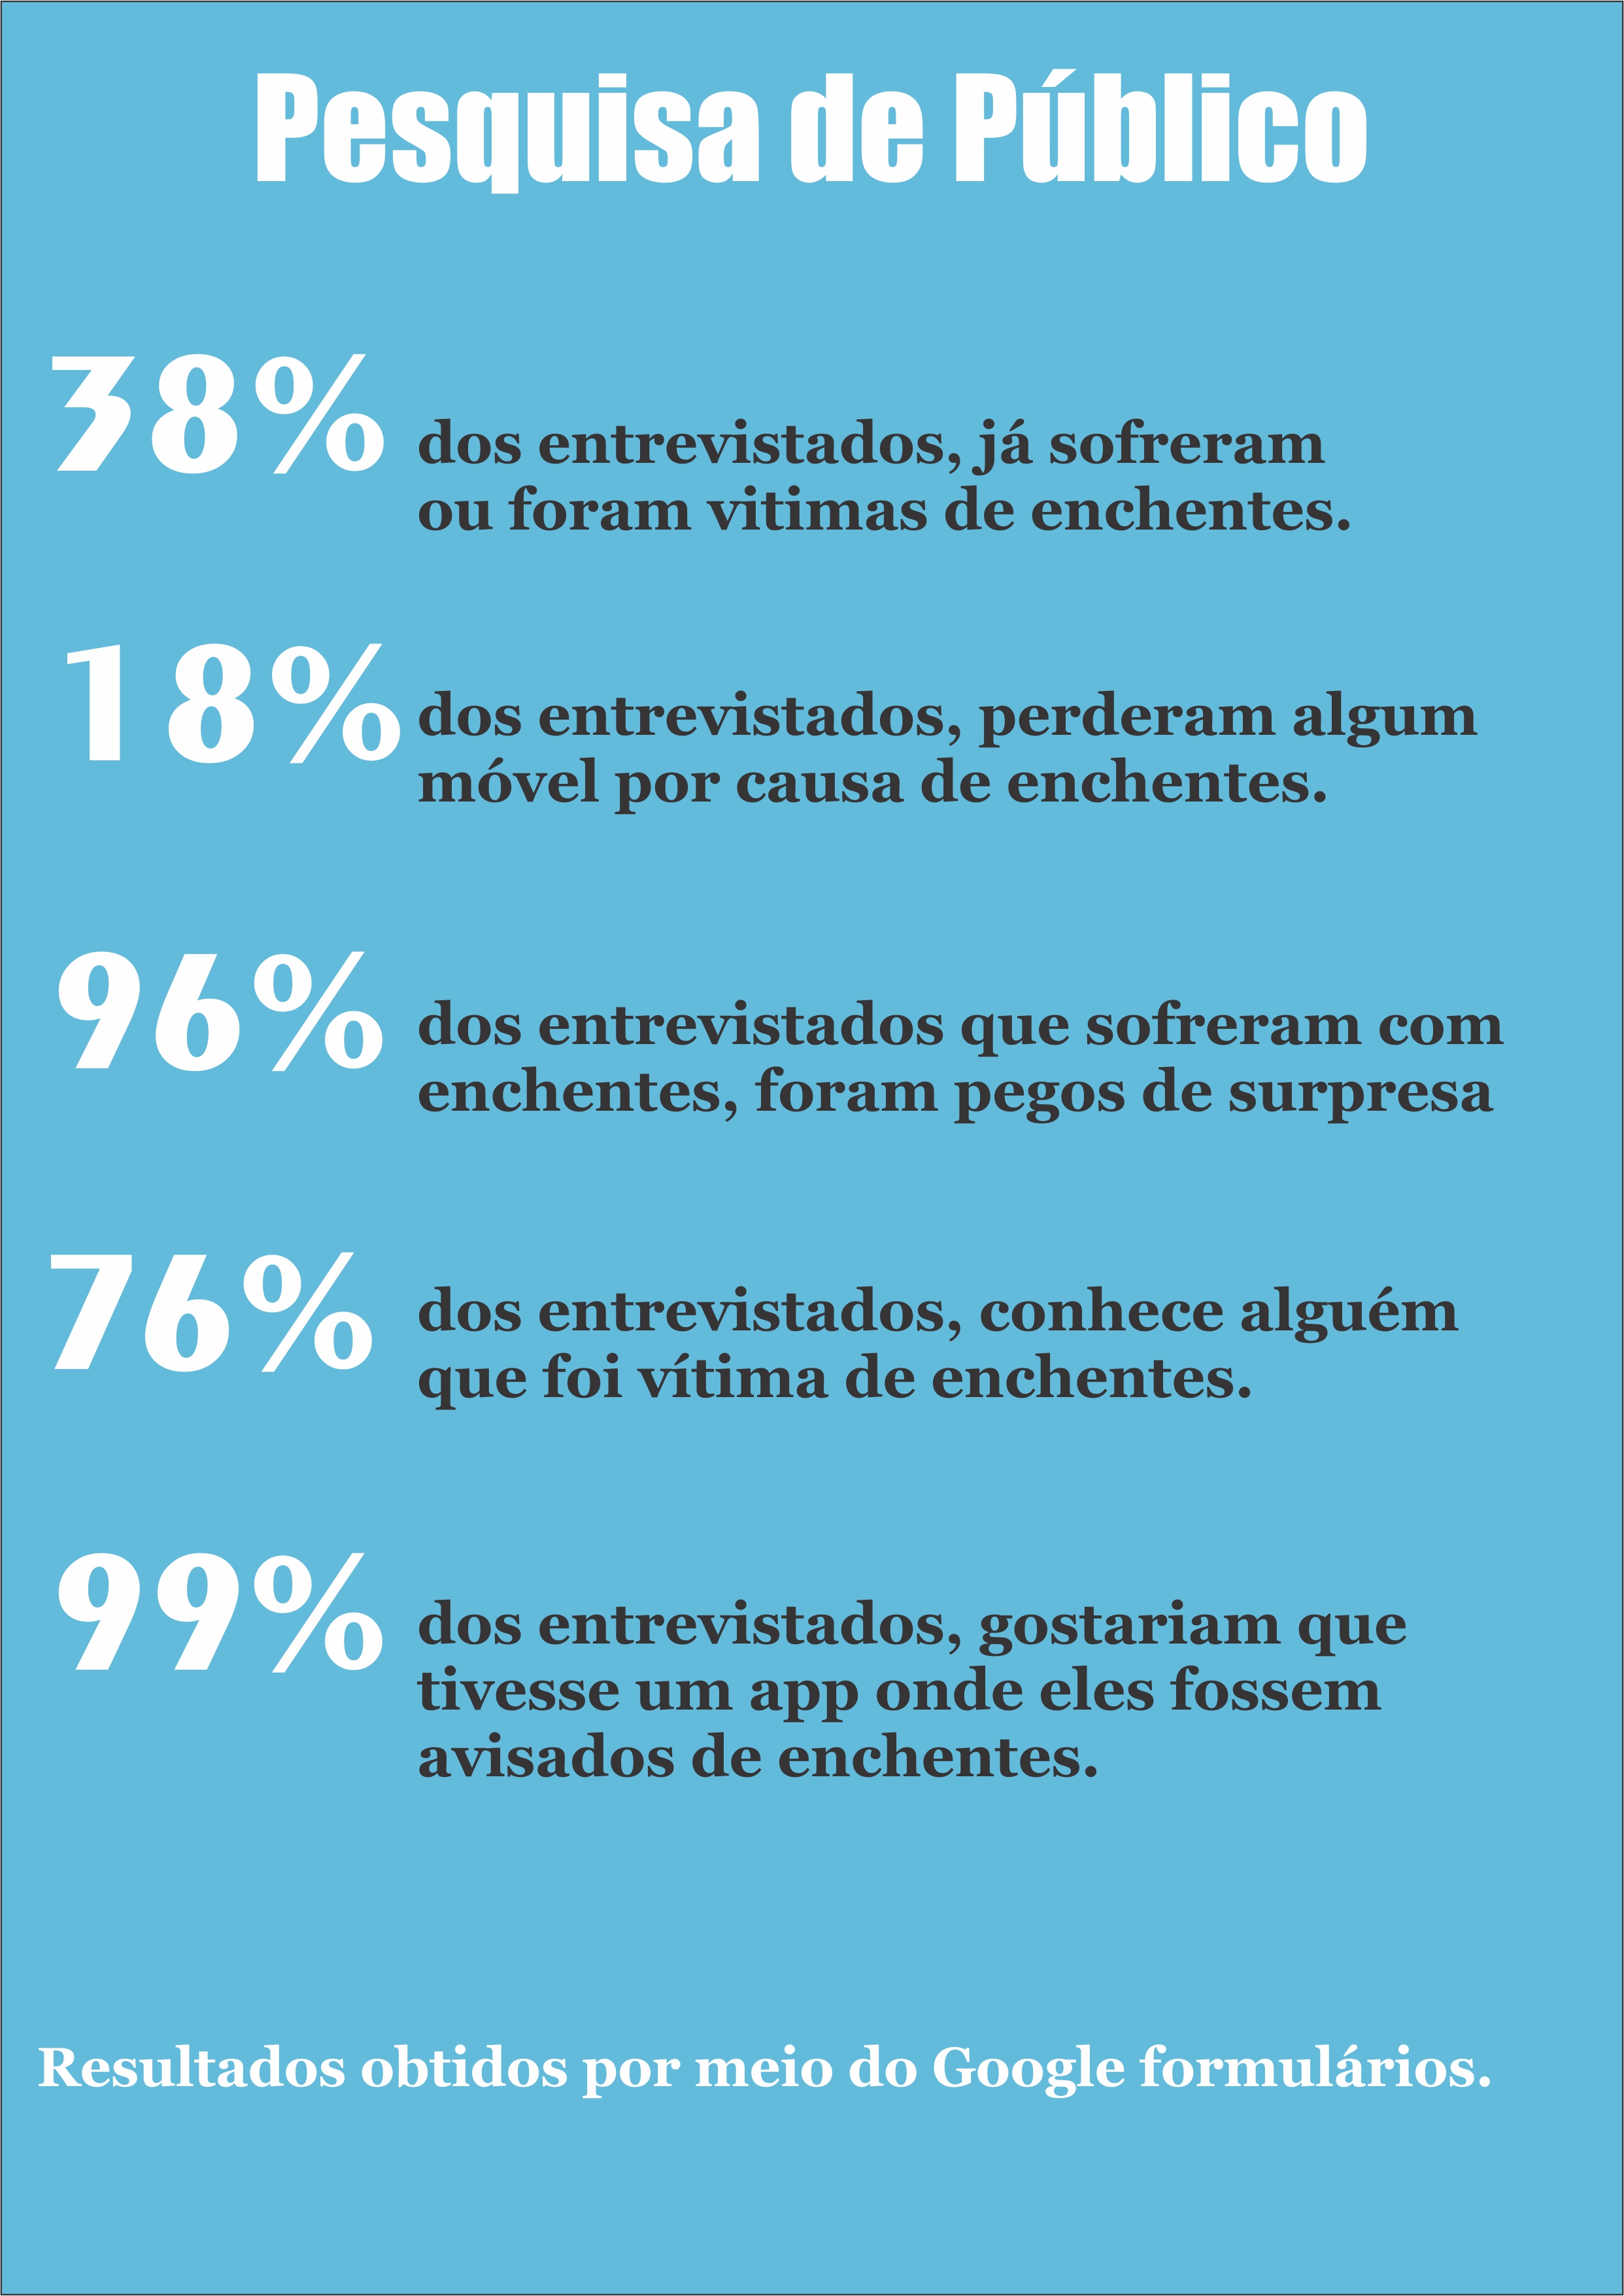 Pesquisa de Público
38% dos entrevistados, já sofreram
ou foram vitimas de enchentes.
18% dos entrevistados, perderam algum
móvel por causa de enchentes.
96% dos entrevistados que sofreram com
enchentes, foram pegos de surpresa
76% dos entrevistados, conhece alguém
que foi vítima de enchentes.
99% dos entrevistados, gostariam que
tivesse um app onde eles fossem
avisados de enchentes.
Resultados obtidos por meio do Google formulários.